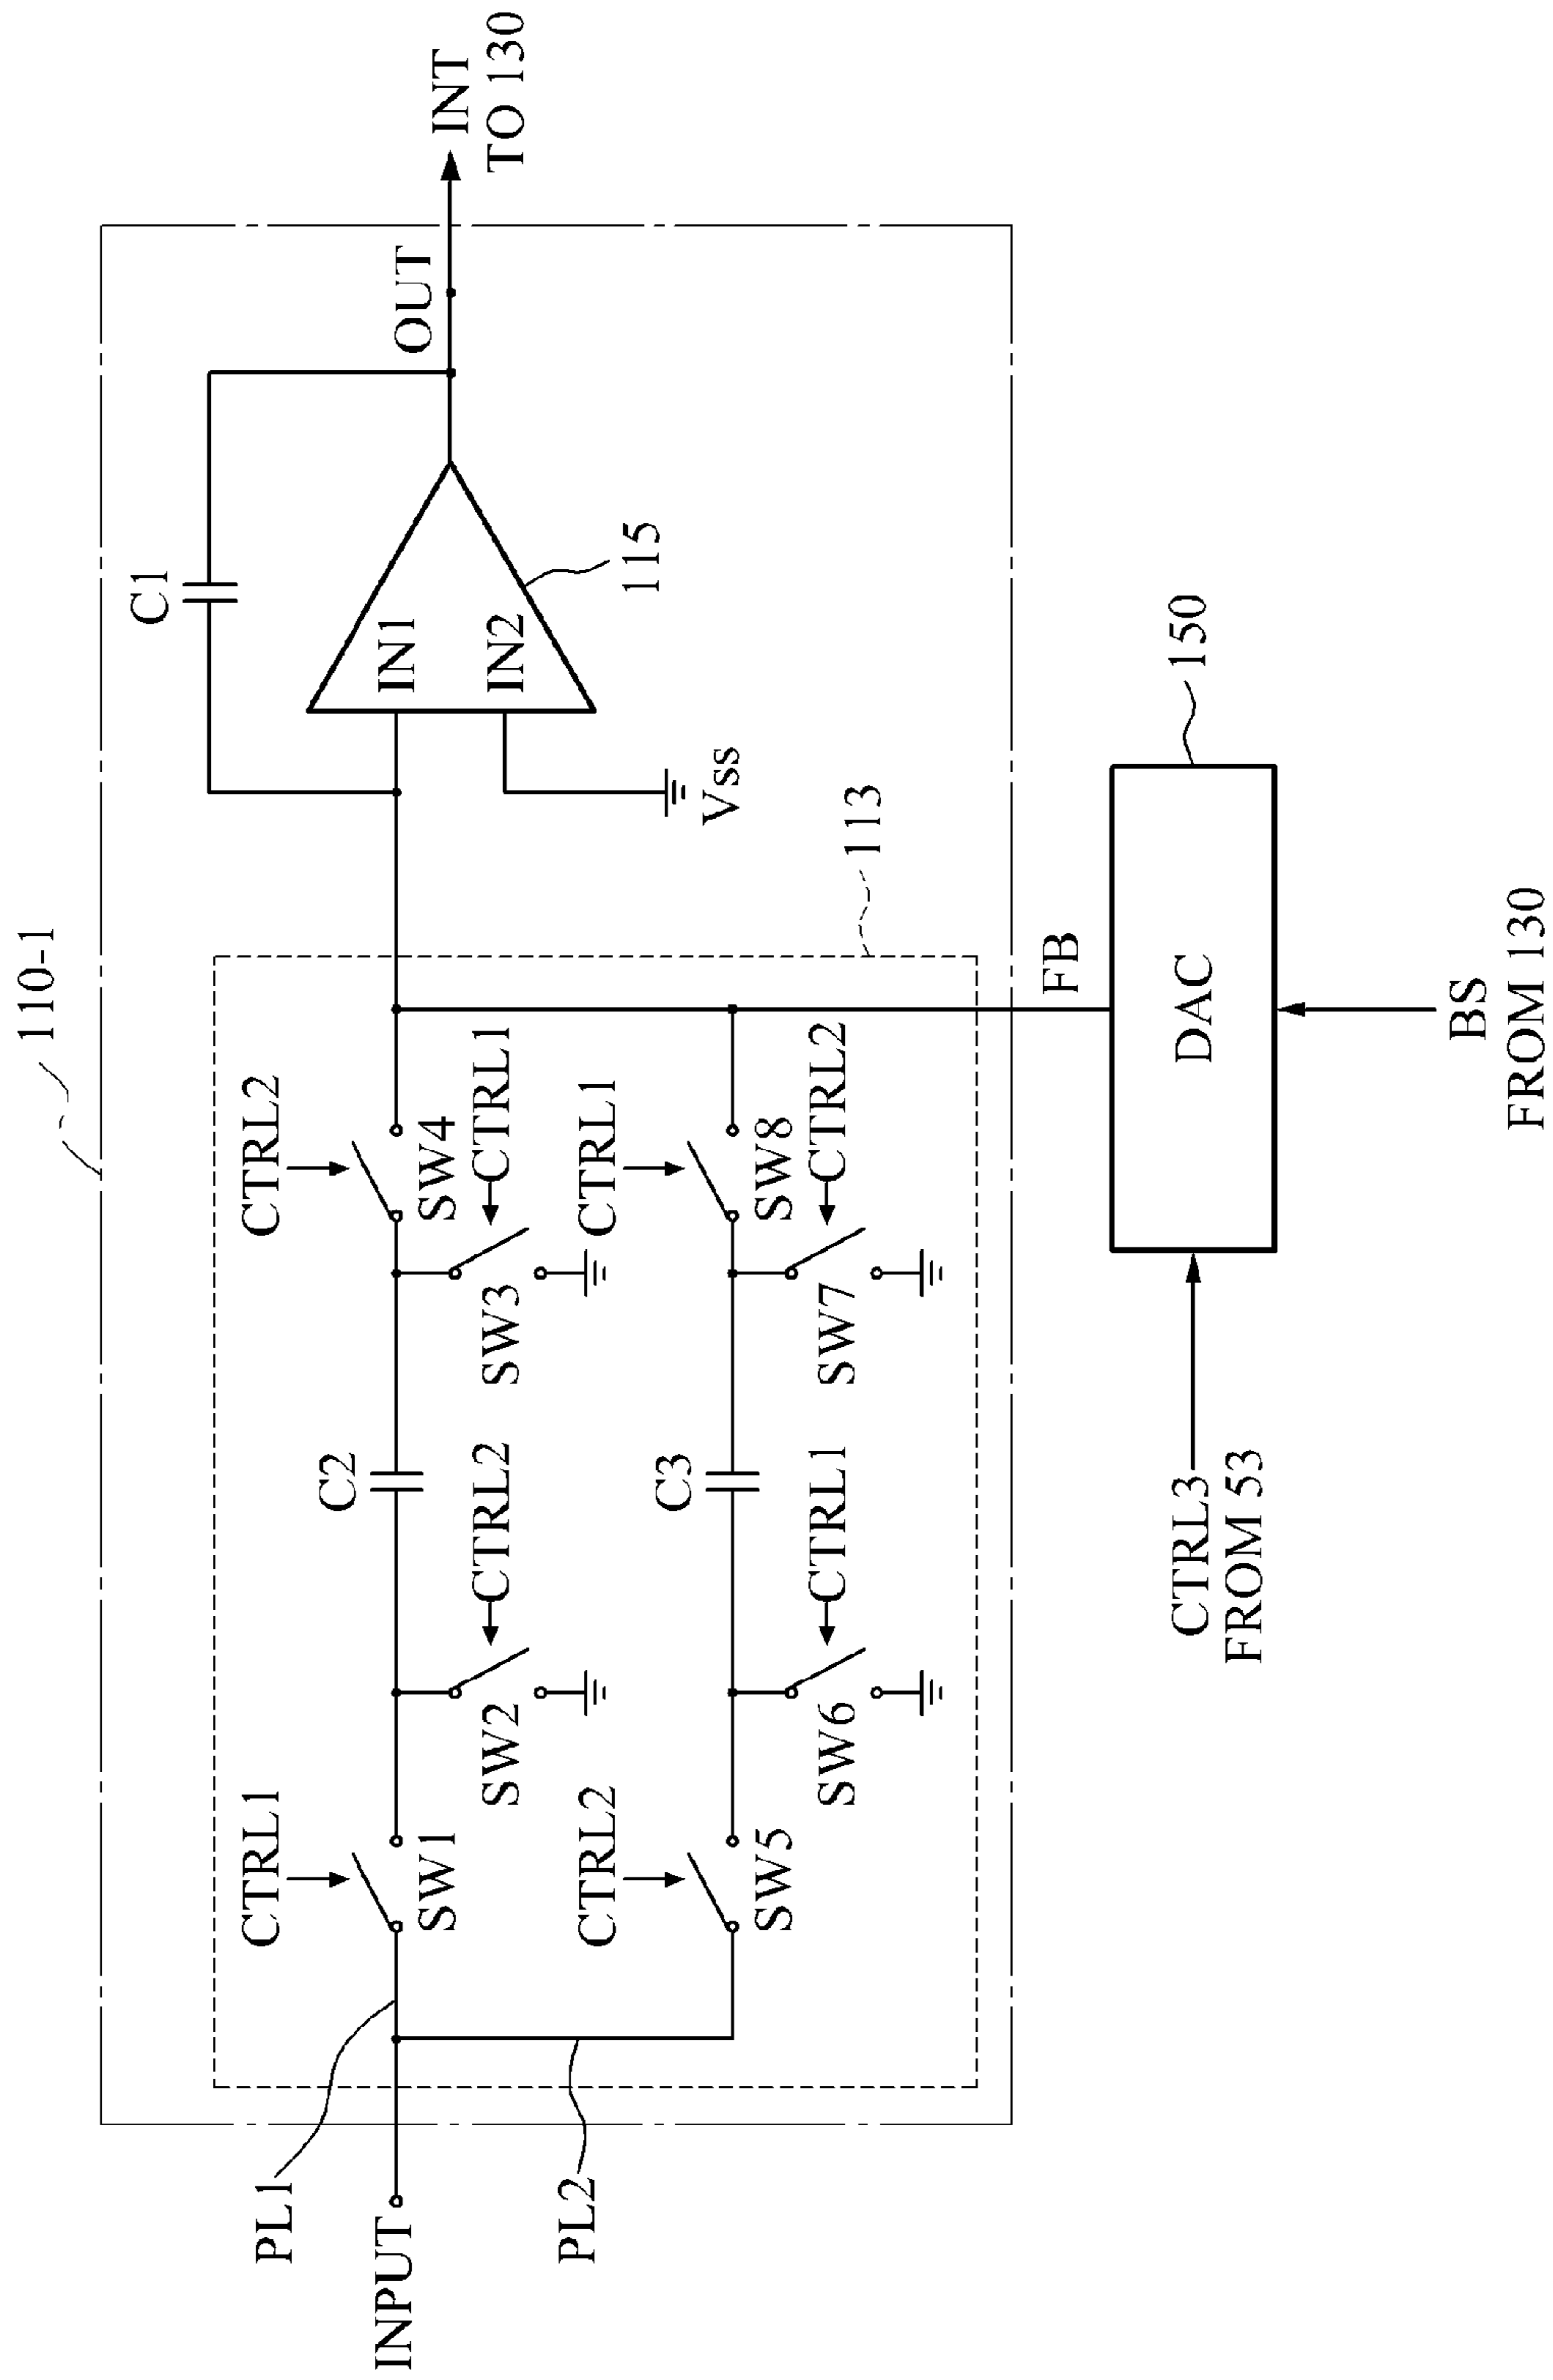 110-1
C1
OUT
INT
TO 130
IN1
IN2
115
Vss
113
CTRL1
SW1
CTRL2
SW2
C2
CTRL2
SW4
CTRL1
SW3
PL1
INPUT
PL2
CTRL2
SW5
CTRL1
SW6
C3
CTRL1
SW8
CTRL2
SW7
FB
DAC
150
CTRL3
FROM 53
BS
FROM 130